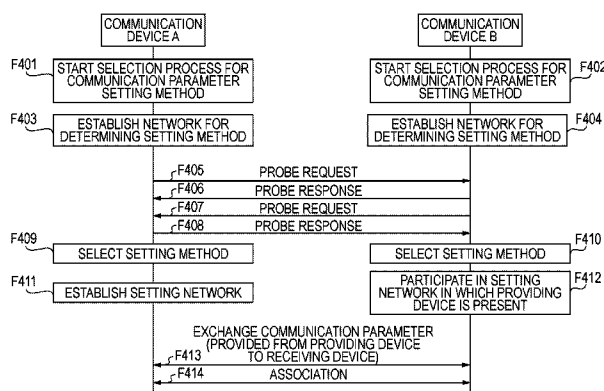 COMMUNICATION
DEVICE A
COMMUNICATION
DEVICE B
F401
START SELECTION PROCESS FOR
COMMUNICATION PARAMETER
SETTING METHOD
START SELECTION PROCESS FOR
COMMUNICATION PARAMETER
SETTING METHOD
F402
F403
ESTABLISH NETWORK FOR
DETERMINING SETTING METHOD
ESTABLISH NETWORK FOR
DETERMINING SETTING METHOD
F404
F405 PROBE REQUEST
F406 PROBE RESPONSE
F407 PROBE REQUEST
F408 PROBE RESPONSE
F409
SELECT SETTING METHOD
SELECT SETTING METHOD
F410
F411
ESTABLISH SETTING NETWORK
PARTICIPATE IN SETTING
NETWORK IN WHICH PROVIDING
DEVICE IS PRESENT
F412
EXCHANGE COMMUNICATION PARAMETER
(PROVIDED FROM PROVIDING DEVICE
F413 TO RECEIVING DEVICE)
F414 ASSOCIATION